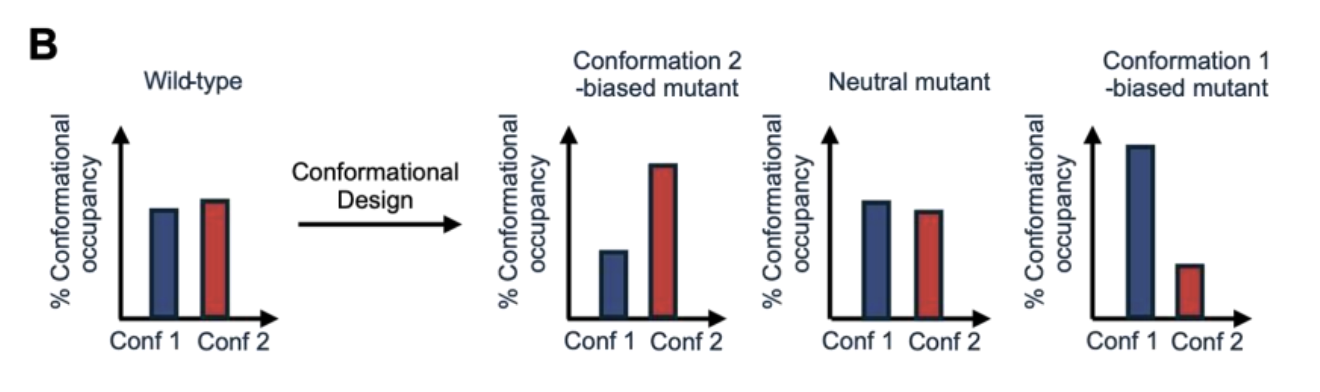 B
Wild-type
% Conformational
occupancy
Conf 1 Conf 2
Conformational
Design
Conformation 2
-biased mutant
% Conformational
occupancy
Conf 1 Conf 2
Neutral mutant
% Conformational
occupancy
Conf 1 Conf 2
Conformation 1
-biased mutant
% Conformational
occupancy
Conf 1 Conf 2